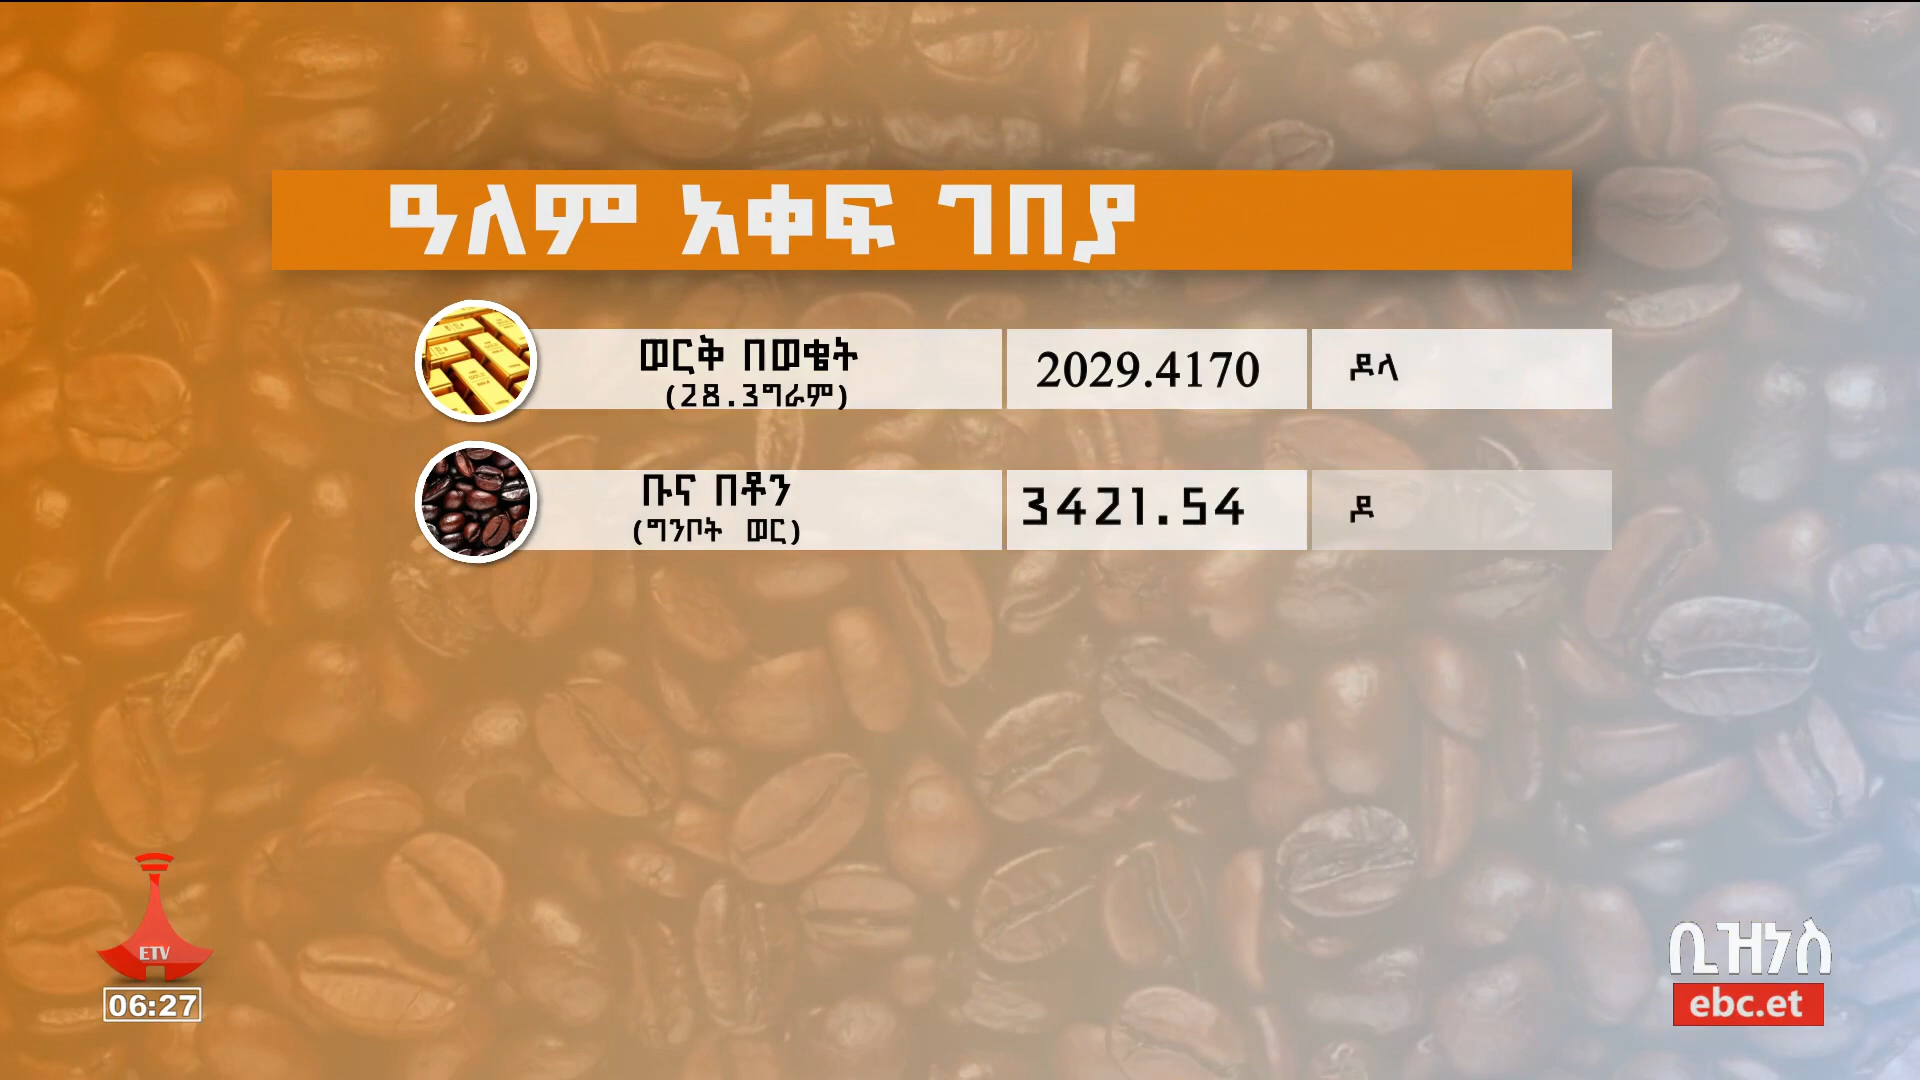 ዓለም አቀፍ ገበያ
ወርቅ በወቄት
(28.3ግራም)
2029.4170
ዶላ
ቡና በቶን
(ግንቦት ወር)
3421.54
ዶ
ETV
06:27
ቢዝነስ
ebc.et